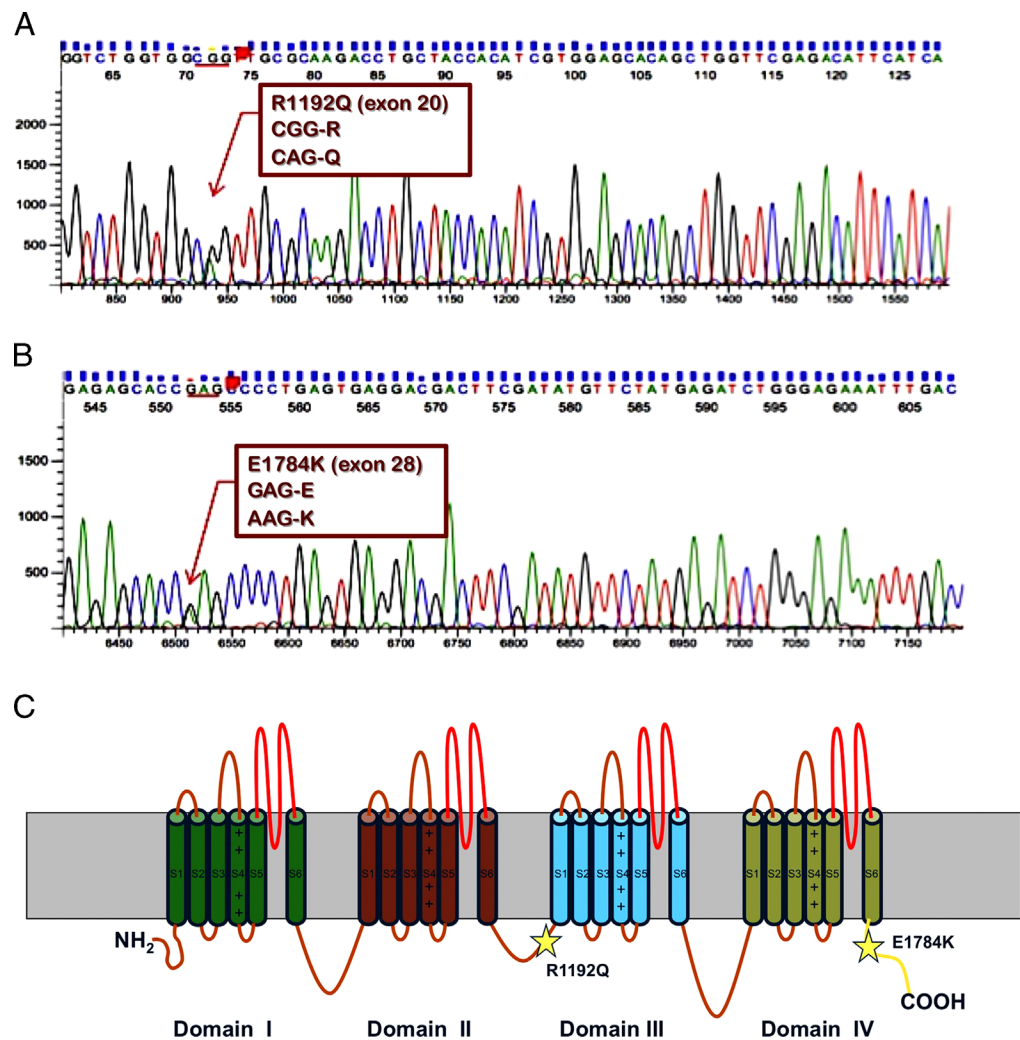 A
GGTCTGGTGGCGGTTGCGCAAGACCTGCTACCACATCGTGGAGCACAGCTGGTTCGAGACATTCATCA
65 70 75 80 85 90 95 100 105 110 115 120 125
R1192Q (exon 20)
CGG-R
CAG-Q
2000
1500
1000
500
850 900 950 1000 1050 1100 1150 1200 1250 1300 1350 1400 1450 1500 1550
B
GAGAGCACCGAGCCCCTGAGTGAGGACGACTTCGATATGTTCTATGAGATCTGGGAGAAATTTGAC
545 550 555 560 565 570 575 580 585 590 595 600 605
E1784K (exon 28)
GAG-E
AAG-K
1500
1000
500
6450 6500 6550 6600 6650 6700 6750 6800 6850 6900 6950 7000 7050 7100 7150
C
+ + + +
+ + + +
S1 S2 S3 S4 S5 S6 S1 S2 S3 S4 S5 S6 S1 S2 S3 S4 S5 S6 S1 S2 S3 S4 S5 S6
+ + + +
+ + + +
NH2 E1784K
R1192Q
COOH
Domain I Domain II Domain III Domain IV